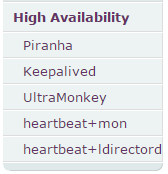 High Availability
Piranha
Keepalived
UltraMonkey
heartbeat+mon
heartbeat+ldirectord